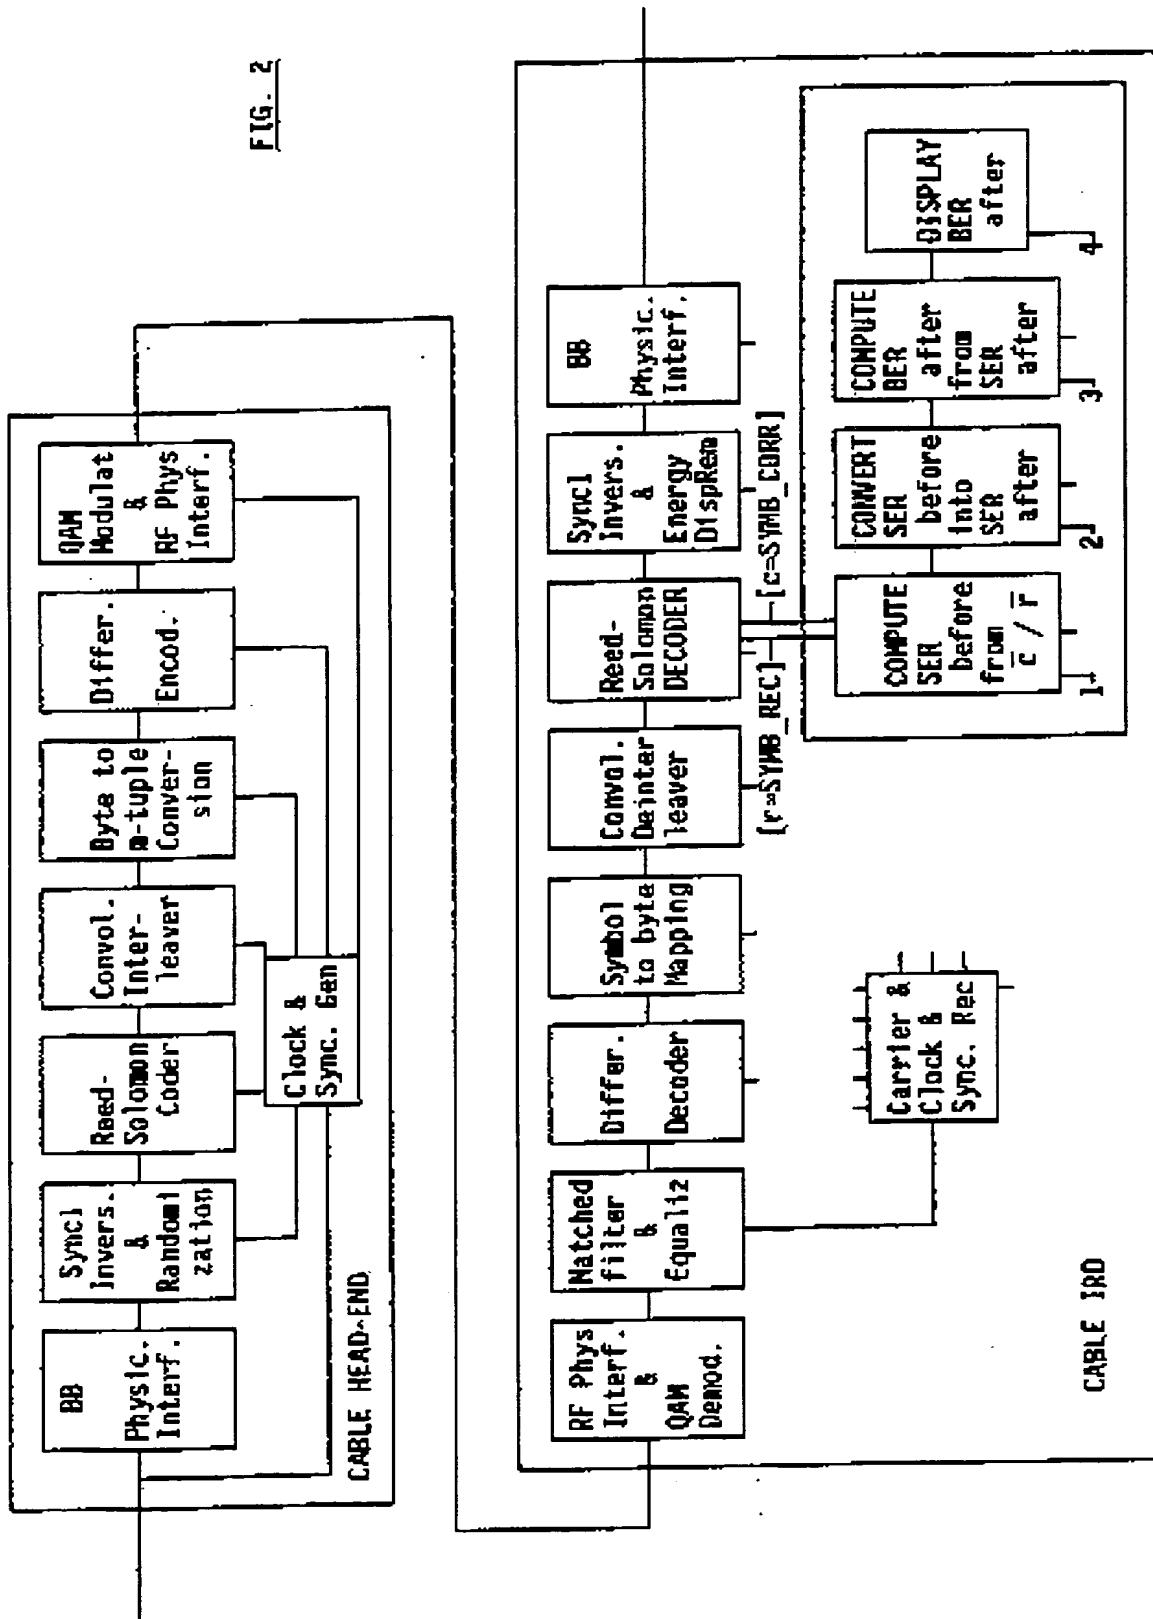 FIG. 2
BB
Physic.
Interf.
Sync1
Invers.
&
Randomi
zation
Reed-
Solomon
Coder
Convol.
Inter-
leaver
Byte to
m-tuple
Conver-
sion
Differ.
Encod.
QAM
Modulat
&
RF Phys
Interf.
Clock &
Sync. Gen
CABLE HEAD-END
RF Phys
Interf.
&
QAM
Demod.
Matched
filter
&
Equaliz
Differ.
Decoder
Symbol
to byte
Mapping
Convol.
Deinter
leaver
Reed-
Solomon
DECODER
Sync1
Invers.
&
Energy
DispRem
BB
Physic.
Interf.
[r=SYMB_REC]
[c=SYMB_CORR]
Carrier &
Clock &
Sync. Rec
COMPUTE
SER
before
from
c / r
1
CONVERT
SER
before
into
SER
after
2
COMPUTE
BER
after
from
SER
after
3
DISPLAY
BER
after
4
CABLE IRD